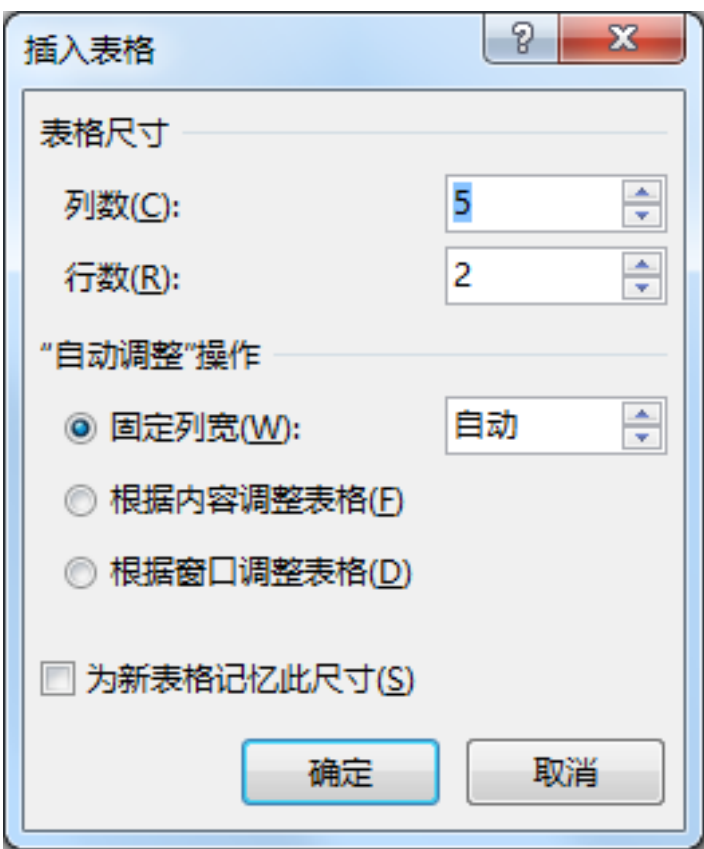 插入表格
表格尺寸
列数(C): 5
行数(R): 2
“自动调整”操作
固定列宽(W): 自动
根据内容调整表格(F)
根据窗口调整表格(D)
为新表格记忆此尺寸(S)
确定 取消